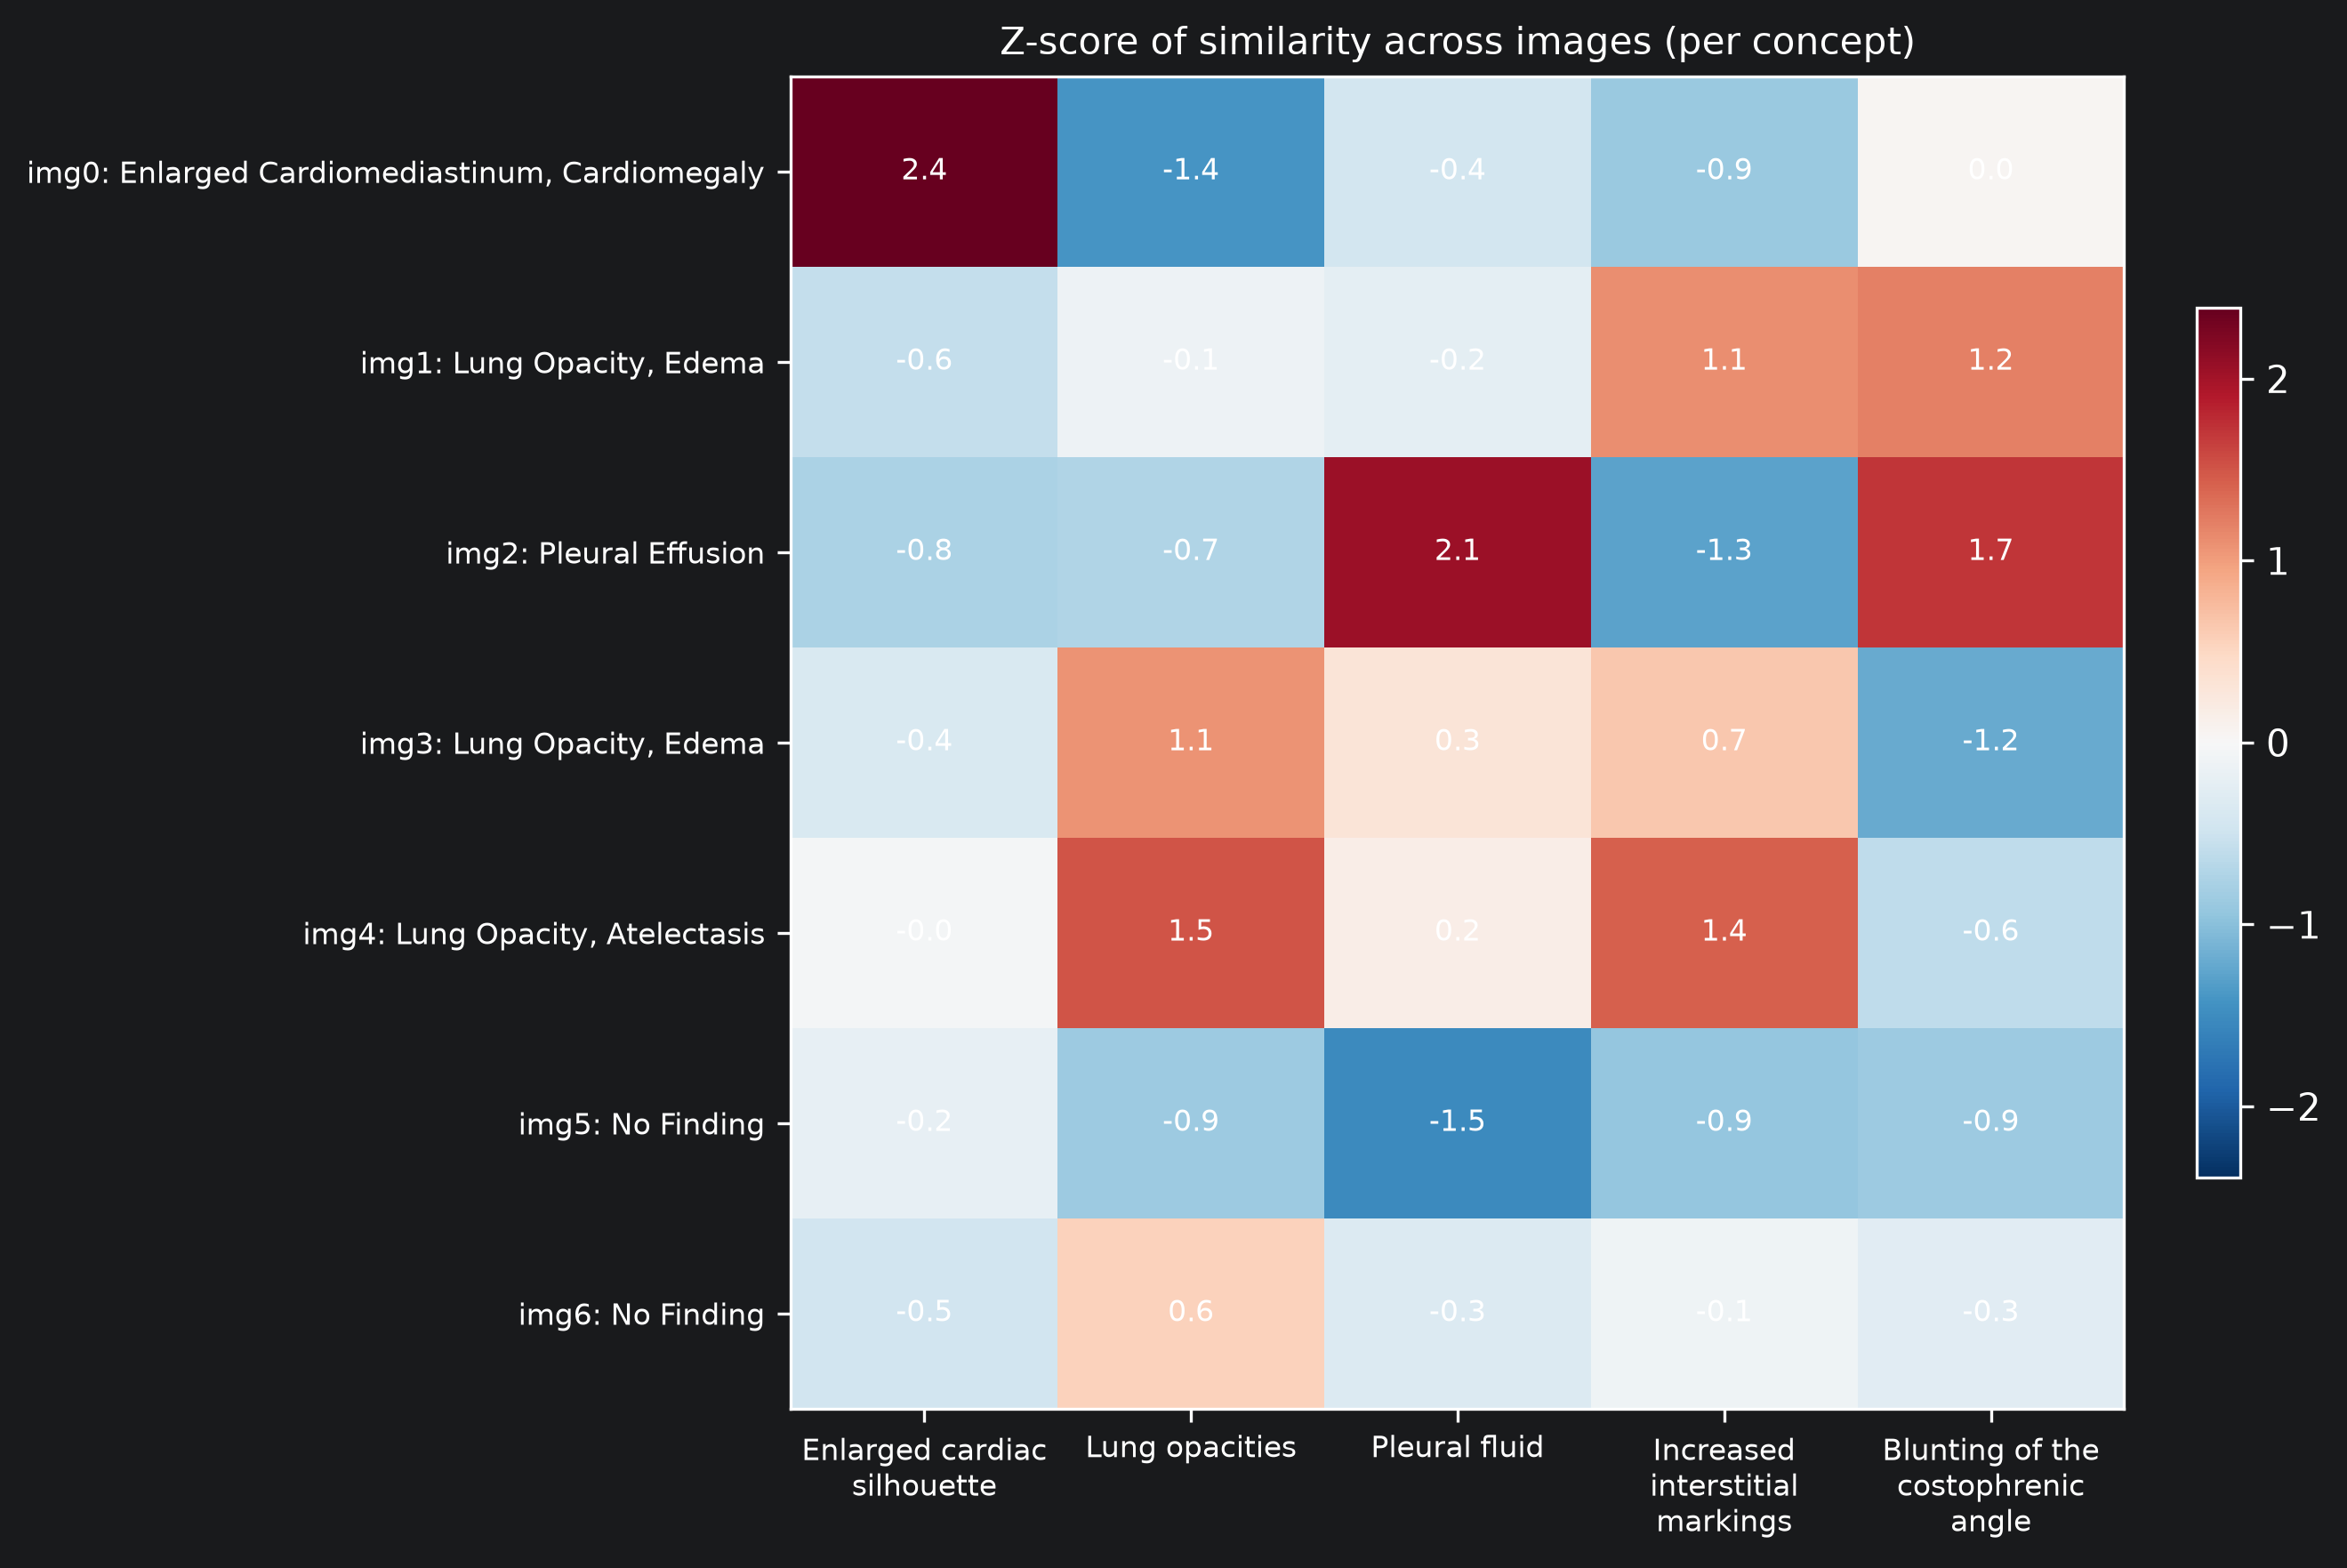 Z-score of similarity across images (per concept)
img0: Enlarged Cardiomediastinum, Cardiomegaly
2.4 -1.4 -0.4 -0.9 0.0
img1: Lung Opacity, Edema
-0.6 -0.1 -0.2 1.1 1.2
img2: Pleural Effusion
-0.8 -0.7 2.1 -1.3 1.7
img3: Lung Opacity, Edema
-0.4 1.1 0.3 0.7 -1.2
img4: Lung Opacity, Atelectasis
-0.0 1.5 0.2 1.4 -0.6
img5: No Finding
-0.2 -0.9 -1.5 -0.9 -0.9
img6: No Finding
-0.5 0.6 -0.3 -0.1 -0.3
Enlarged cardiac
silhouette
Lung opacities
Pleural fluid
Increased
interstitial
markings
Blunting of the
costophrenic
angle
2
1
0
−1
−2